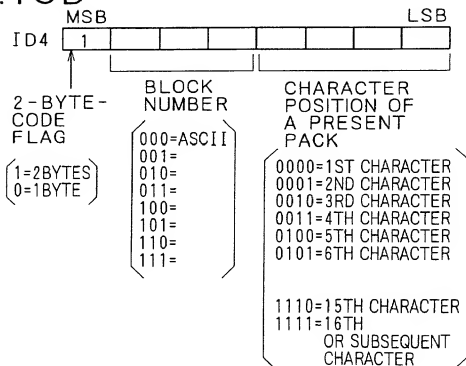 MSB LSB
ID4 1
2-BYTE-
CODE
FLAG
(1=2BYTES
0=1BYTE)
BLOCK
NUMBER
000=ASCII
001=
010=
011=
100=
101=
110=
111=
CHARACTER
POSITION OF
A PRESENT
PACK
0000=1ST CHARACTER
0001=2ND CHARACTER
0010=3RD CHARACTER
0011=4TH CHARACTER
0100=5TH CHARACTER
0101=6TH CHARACTER
1110=15TH CHARACTER
1111=16TH
OR SUBSEQUENT
CHARACTER